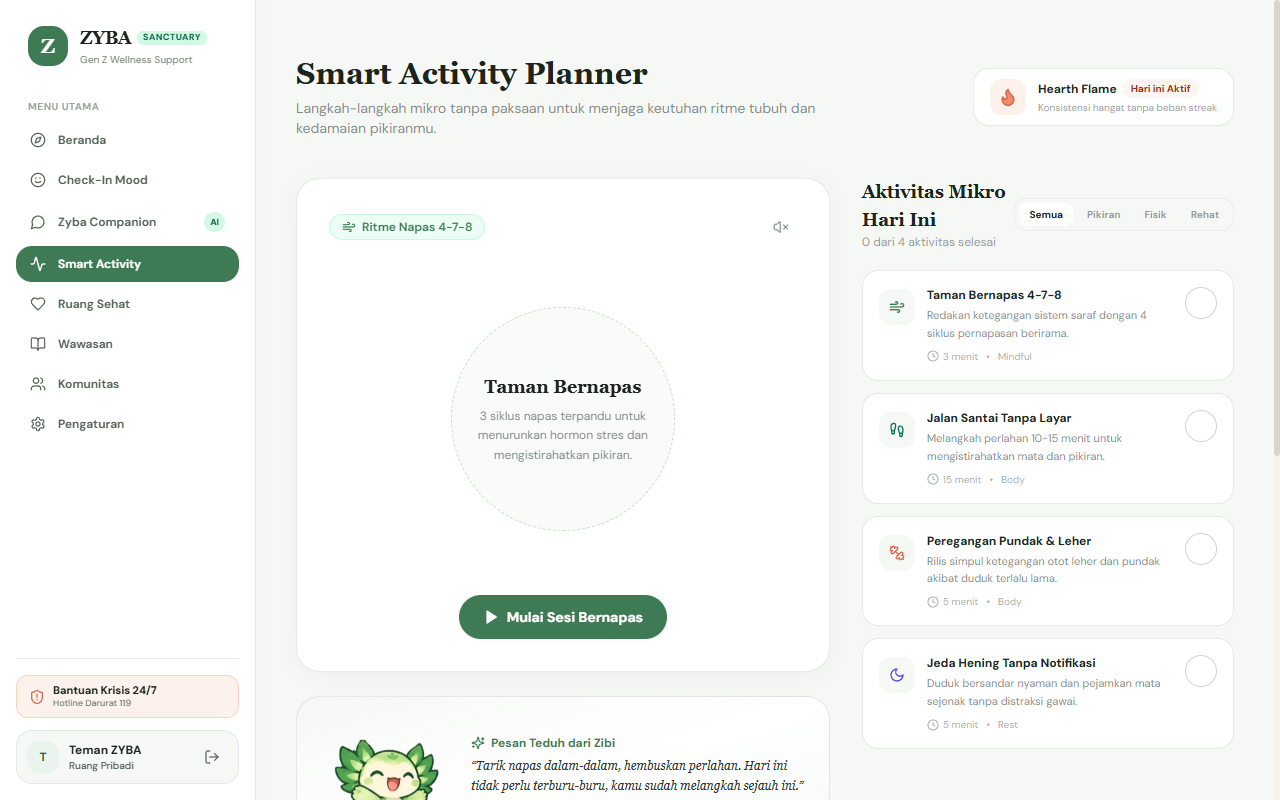 Z
ZYBA SANCTUARY
Gen Z Wellness Support
MENU UTAMA
Beranda
Check-In Mood
Zyba Companion AI
Smart Activity
Ruang Sehat
Wawasan
Komunitas
Pengaturan
Bantuan Krisis 24/7
Hotline Darurat 119
T
Teman ZYBA
Ruang Pribadi
Smart Activity Planner
Langkah-langkah mikro tanpa paksaan untuk menjaga keutuhan ritme tubuh dan
kedamaian pikiranmu.
Hearth Flame Hari ini Aktif
Konsistensi hangat tanpa beban streak
Ritme Napas 4-7-8
Taman Bernapas
3 siklus napas terpandu untuk
menurunkan hormon stres dan
mengistirahatkan pikiran.
Mulai Sesi Bernapas
Pesan Teduh dari Zibi
“Tarik napas dalam-dalam, hembuskan perlahan. Hari ini
tidak perlu terburu-buru, kamu sudah melangkah sejauh ini.”
Aktivitas Mikro
Hari Ini
0 dari 4 aktivitas selesai
Semua Pikiran Fisik Rehat
Taman Bernapas 4-7-8
Redakan ketegangan sistem saraf dengan 4
siklus pernapasan berirama.
3 menit • Mindful
Jalan Santai Tanpa Layar
Melangkah perlahan 10-15 menit untuk
mengistirahatkan mata dan pikiran.
15 menit • Body
Peregangan Pundak & Leher
Rilis simpul ketegangan otot leher dan pundak
akibat duduk terlalu lama.
5 menit • Body
Jeda Hening Tanpa Notifikasi
Duduk bersandar nyaman dan pejamkan mata
sejenak tanpa distraksi gawai.
5 menit • Rest